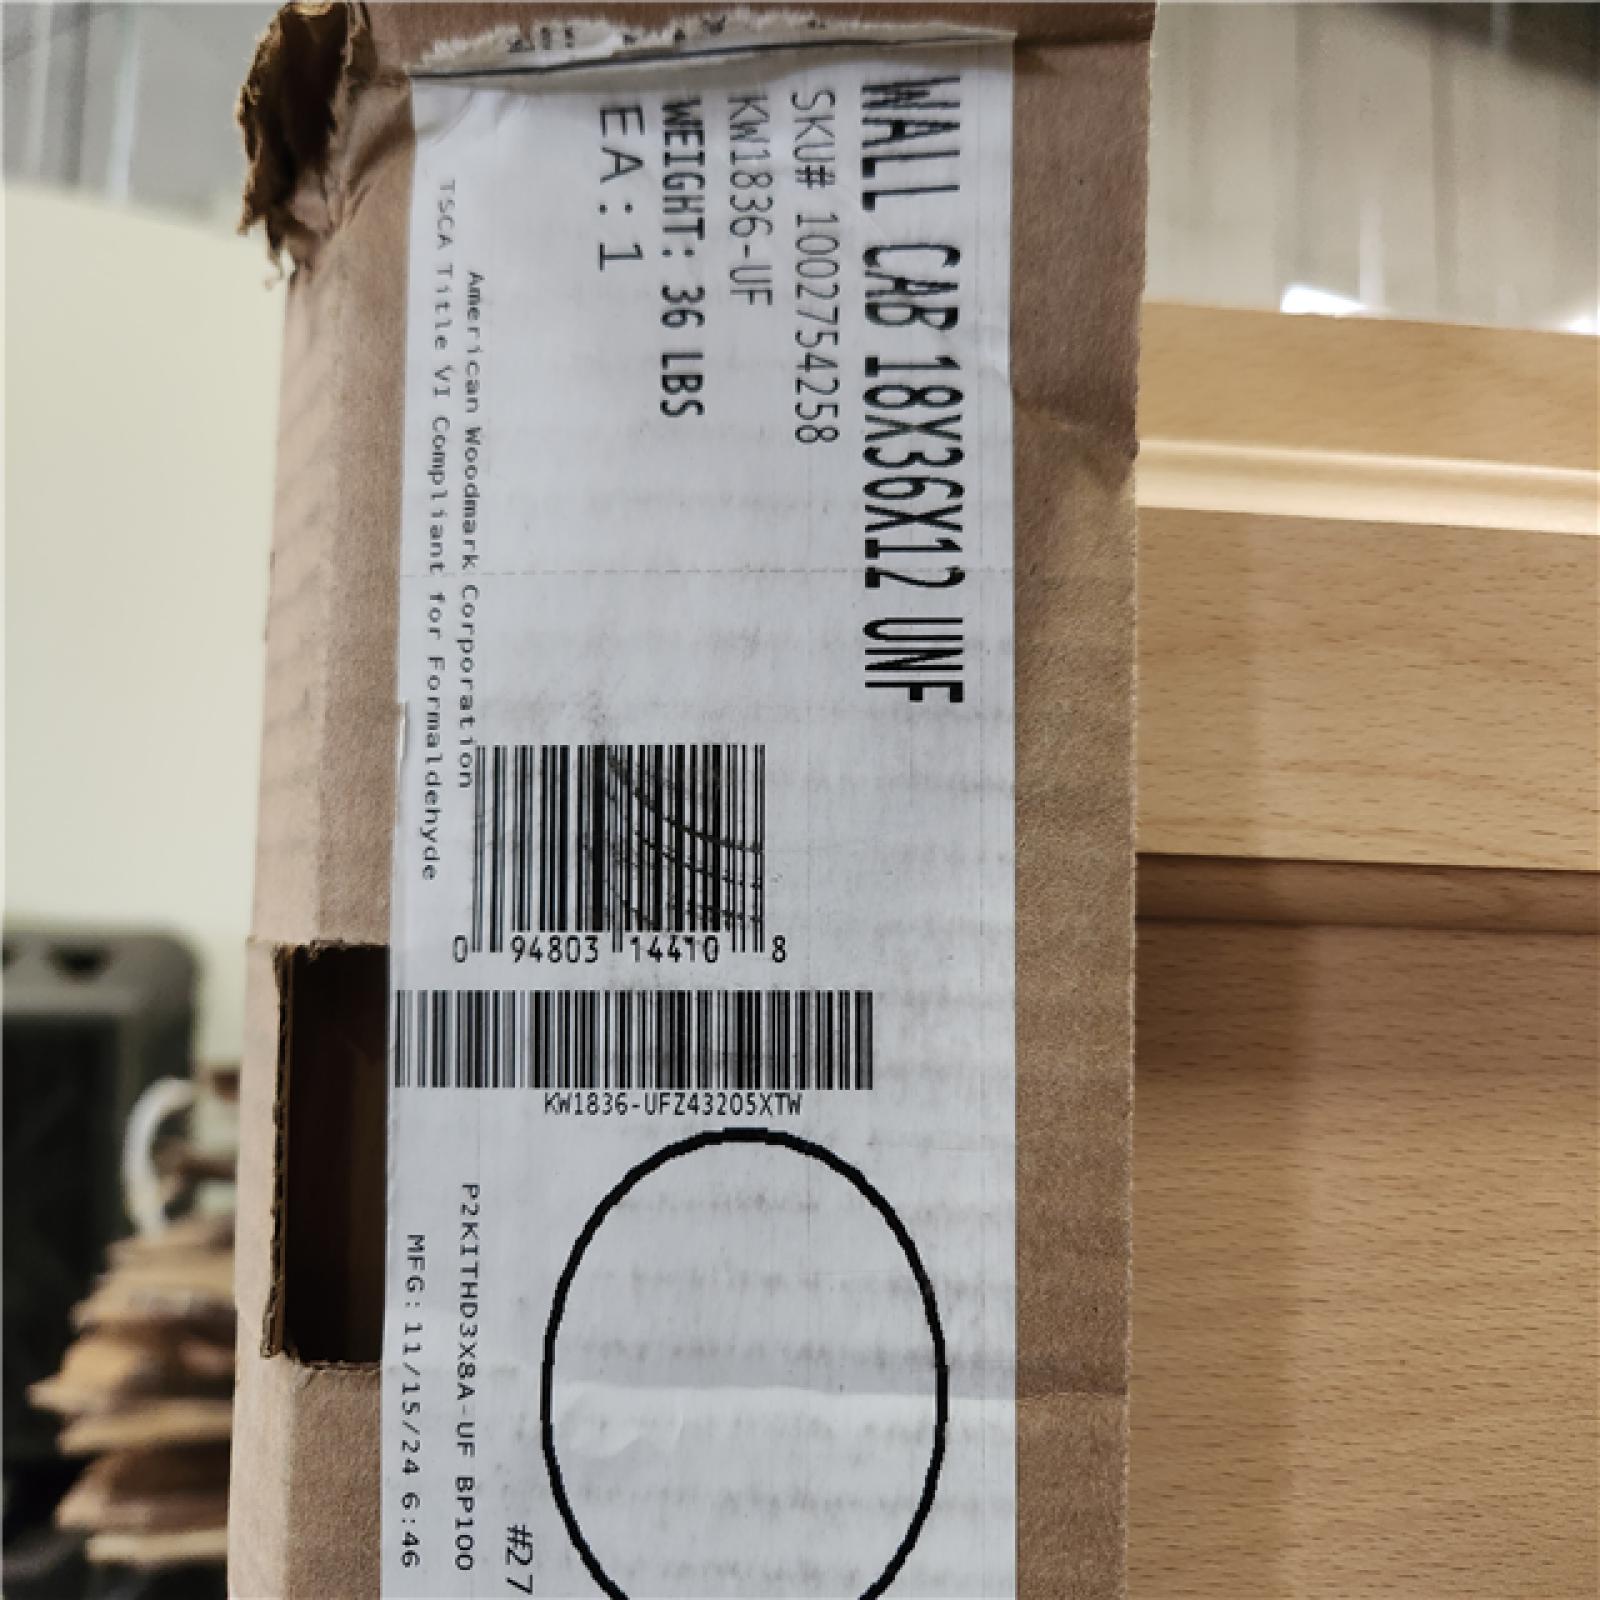 WALL CAB 18X36X12 UNF
SKU# 1002754258
KW1836-UF
WEIGHT: 36 LBS
EA: 1
American Woodmark Corporation
TSCA Title VI Compliant for Formaldehyde
0 94803 14410 8
KW1836-UFZ43205XTW
#27
P2KITHD3X8A-UF BP100
MFG: 11/15/24 6:46